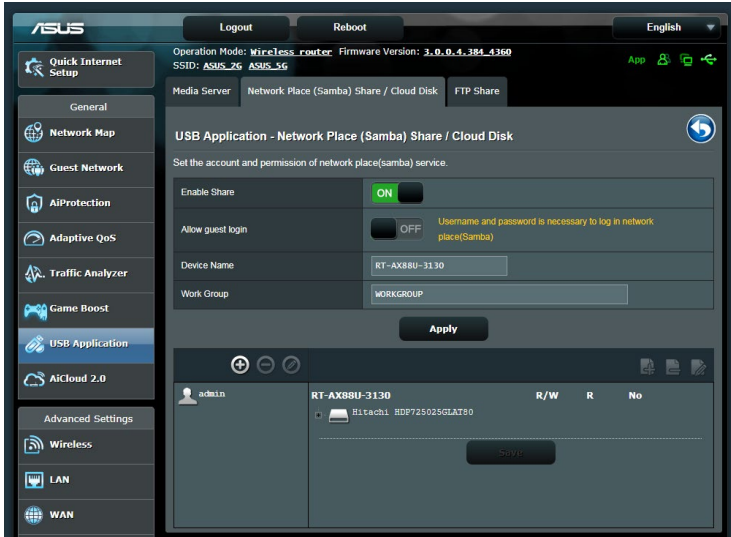 ASUS
Logout
Reboot
English
Quick Internet
Setup
Operation Mode: Wireless router Firmware Version: 3.0.0.4.384_4360
SSID: ASUS_2G ASUS_5G
App
General
Network Map
Guest Network
AiProtection
Adaptive QoS
Traffic Analyzer
Game Boost
USB Application
AiCloud 2.0
Advanced Settings
Wireless
LAN
WAN
Media Server
Network Place (Samba) Share / Cloud Disk
FTP Share
USB Application - Network Place (Samba) Share / Cloud Disk
Set the account and permission of network place(samba) service.
Enable Share
ON
Allow guest login
OFF
Username and password is necessary to log in network
place(Samba)
Device Name
RT-AX88U-3130
Work Group
WORKGROUP
Apply
admin
RT-AX88U-3130 R/W R No
Hitachi HDP725025GLAT80
Save